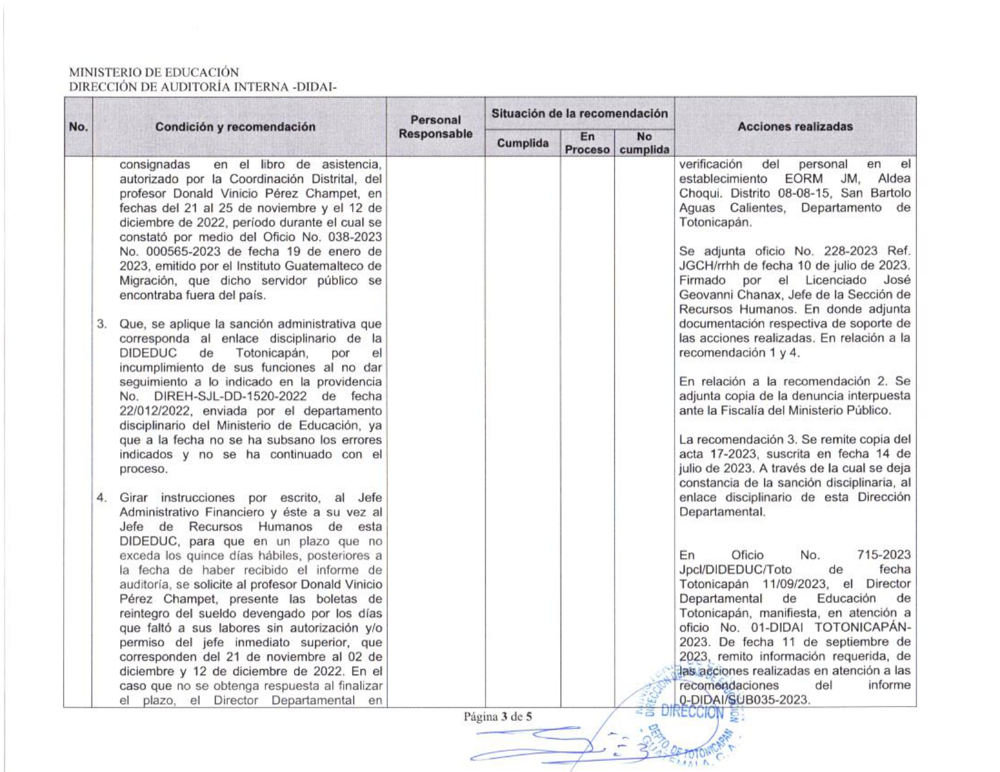 MINISTERIO DE EDUCACIÓN
DIRECCIÓN DE AUDITORÍA INTERNA -DIDAI-
No.
Condición y recomendación
Personal
Responsable
Situación de la recomendación
Cumplida
En
Proceso
No
cumplida
Acciones realizadas
consignadas en el libro de asistencia,
autorizado por la Coordinación Distrital, del
profesor Donald Vinicio Pérez Champet, en
fechas del 21 al 25 de noviembre y el 12 de
diciembre de 2022, período durante el cual se
constató por medio del Oficio No. 038-2023
No. 000565-2023 de fecha 19 de enero de
2023, emitido por el Instituto Guatemalteco de
Migración, que dicho servidor público se
encontraba fuera del país.
3. Que, se aplique la sanción administrativa que
corresponda al enlace disciplinario de la
DIDEDUC de Totonicapán, por el
incumplimiento de sus funciones al no dar
seguimiento a lo indicado en la providencia
No. DIREH-SJL-DD-1520-2022 de fecha
22/012/2022, enviada por el departamento
disciplinario del Ministerio de Educación, ya
que a la fecha no se ha subsano los errores
indicados y no se ha continuado con el
proceso.
4. Girar instrucciones por escrito, al Jefe
Administrativo Financiero y éste a su vez al
Jefe de Recursos Humanos de esta
DIDEDUC, para que en un plazo que no
exceda los quince días hábiles, posteriores a
la fecha de haber recibido el informe de
auditoría, se solicite al profesor Donald Vinicio
Pérez Champet, presente las boletas de
reintegro del sueldo devengado por los días
que faltó a sus labores sin autorización y/o
permiso del jefe inmediato superior, que
corresponden del 21 de noviembre al 02 de
diciembre y 12 de diciembre de 2022. En el
caso que no se obtenga respuesta al finalizar
el plazo, el Director Departamental en
verificación del personal en el
establecimiento EORM JM, Aldea
Choqui. Distrito 08-08-15, San Bartolo
Aguas Calientes, Departamento de
Totonicapán.
Se adjunta oficio No. 228-2023 Ref.
JGCH/rrhh de fecha 10 de julio de 2023.
Firmado por el Licenciado José
Geovanni Chanax, Jefe de la Sección de
Recursos Humanos. En donde adjunta
documentación respectiva de soporte de
las acciones realizadas. En relación a la
recomendación 1 y 4.
En relación a la recomendación 2. Se
adjunta copia de la denuncia interpuesta
ante la Fiscalía del Ministerio Público.
La recomendación 3. Se remite copia del
acta 17-2023, suscrita en fecha 14 de
julio de 2023. A través de la cual se deja
constancia de la sanción disciplinaria, al
enlace disciplinario de esta Dirección
Departamental.
En Oficio No. 715-2023
Jpcl/DIDEDUC/Toto de fecha
Totonicapán 11/09/2023, el Director
Departamental de Educación de
Totonicapán, manifiesta, en atención a
oficio No. 01-DIDAI TOTONICAPÁN-
2023. De fecha 11 de septiembre de
2023, remito información requerida, de
las acciones realizadas en atención a las
recomendaciones del informe
0-DIDAI/SUB035-2023.
Página 3 de 5
DIRECCION
DEPTO. DE TOTONICAPAN
GUATEMALA, C. A.